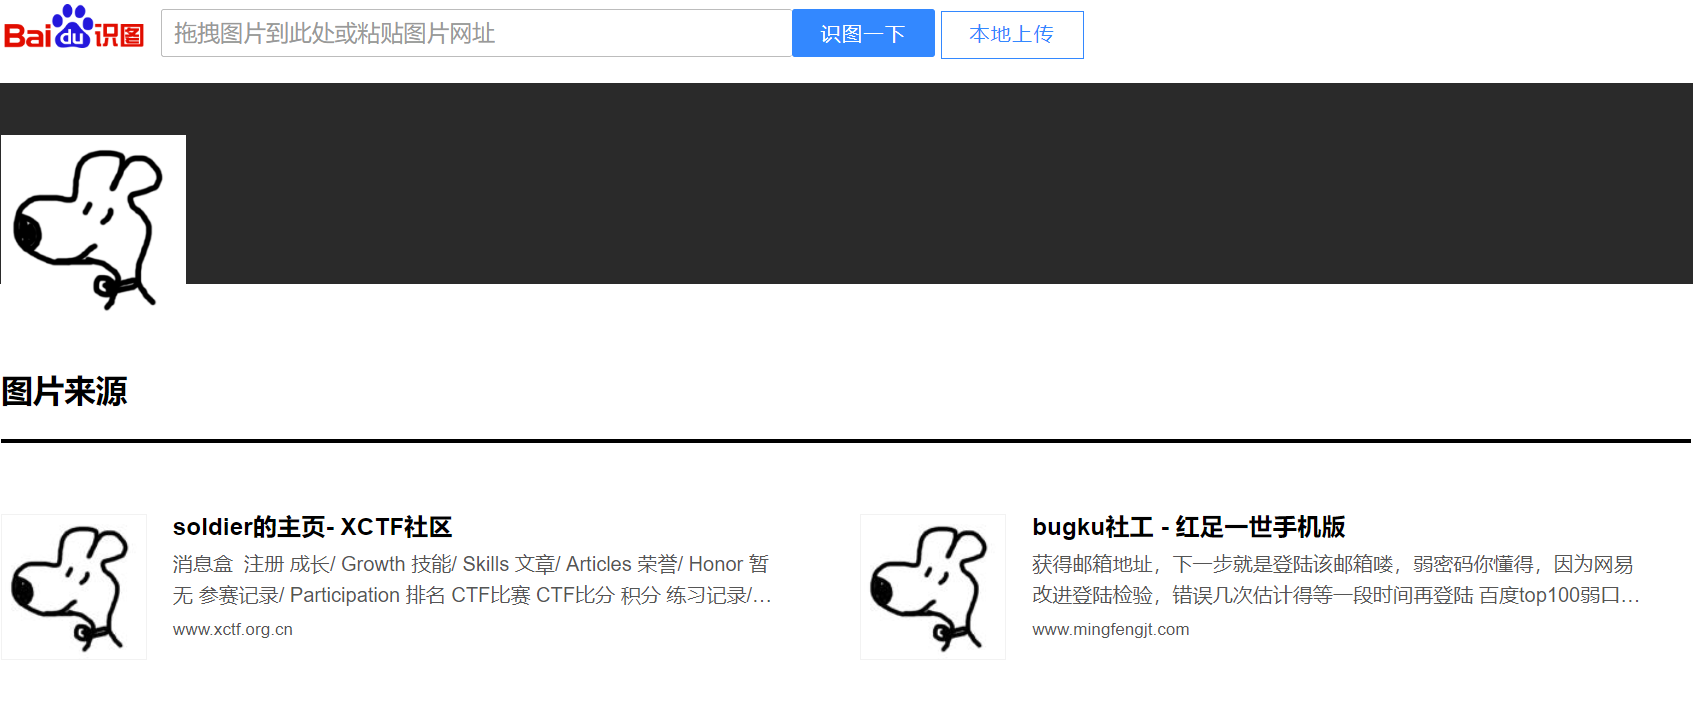 Bai du 识图
拖拽图片到此处或粘贴图片网址
识图一下
本地上传
图片来源
soldier的主页- XCTF社区
消息盒 注册 成长/ Growth 技能/ Skills 文章/ Articles 荣誉/ Honor 暂
无 参赛记录/ Participation 排名 CTF比赛 CTF比分 积分 练习记录/...
www.xctf.org.cn
bugku社工 - 红足一世手机版
获得邮箱地址，下一步就是登陆该邮箱喽，弱密码你懂得，因为网易
改进登陆检验，错误几次估计得等一段时间再登陆 百度top100弱口...
www.mingfengjt.com